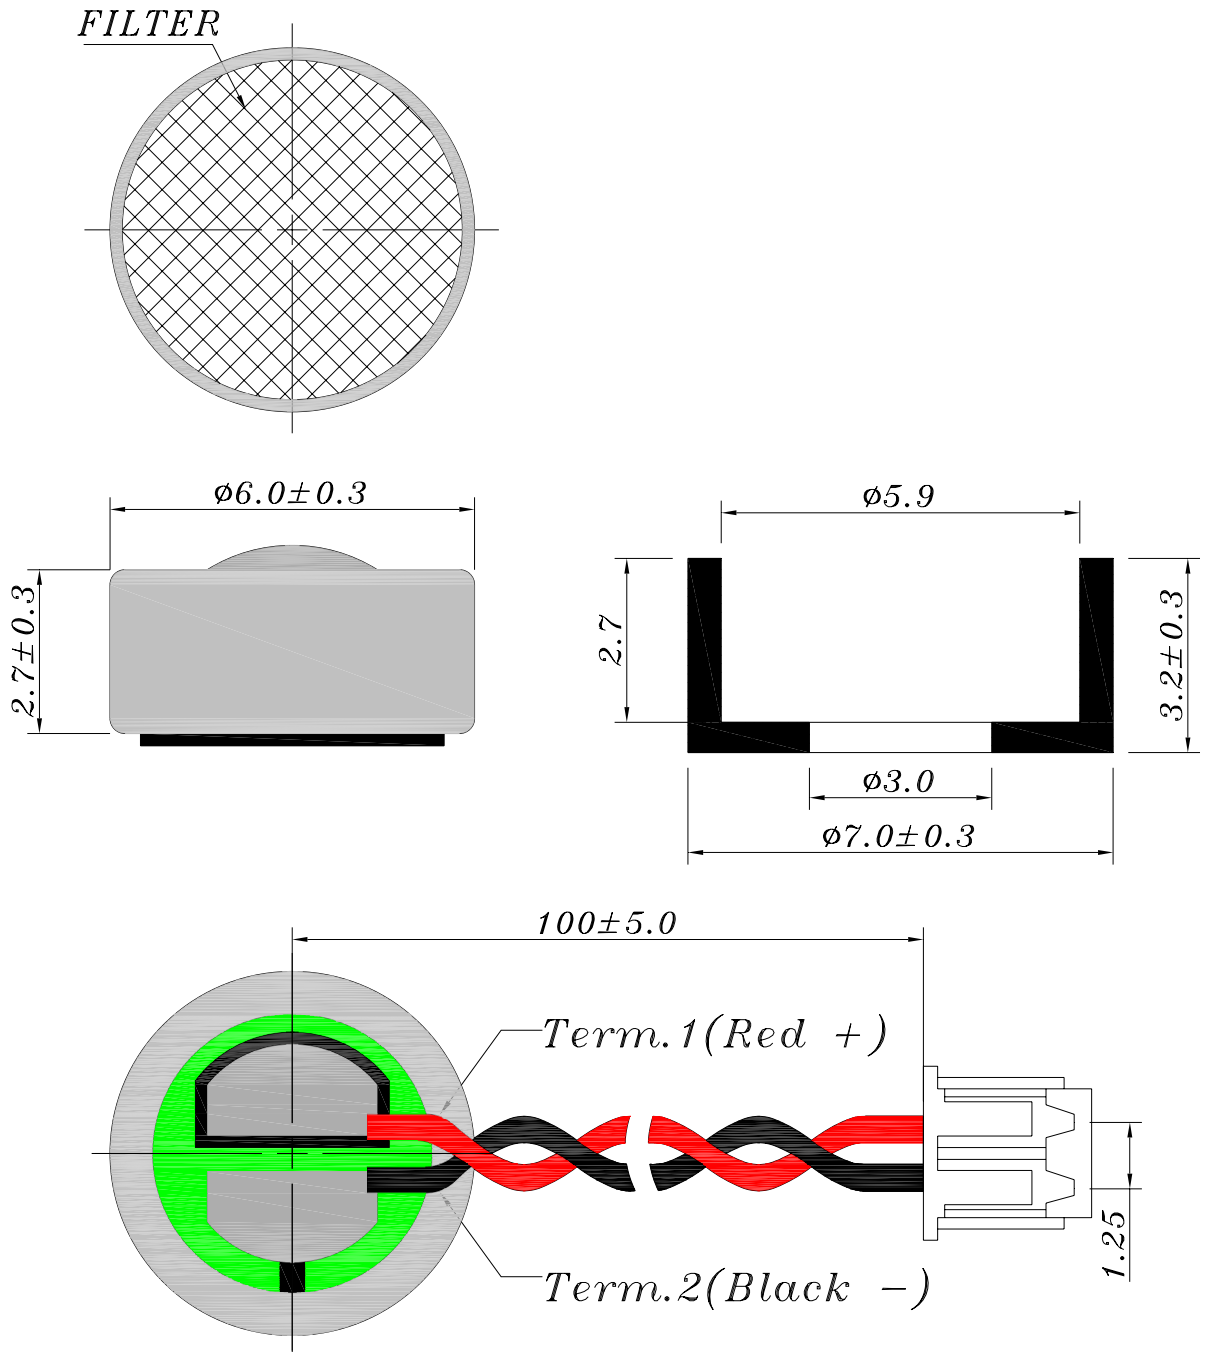 FILTER
ø6.0±0.3
2.7±0.3
ø5.9
2.7
3.2±0.3
ø3.0
ø7.0±0.3
100±5.0
Term.1(Red +)
1.25
Term.2(Black -)